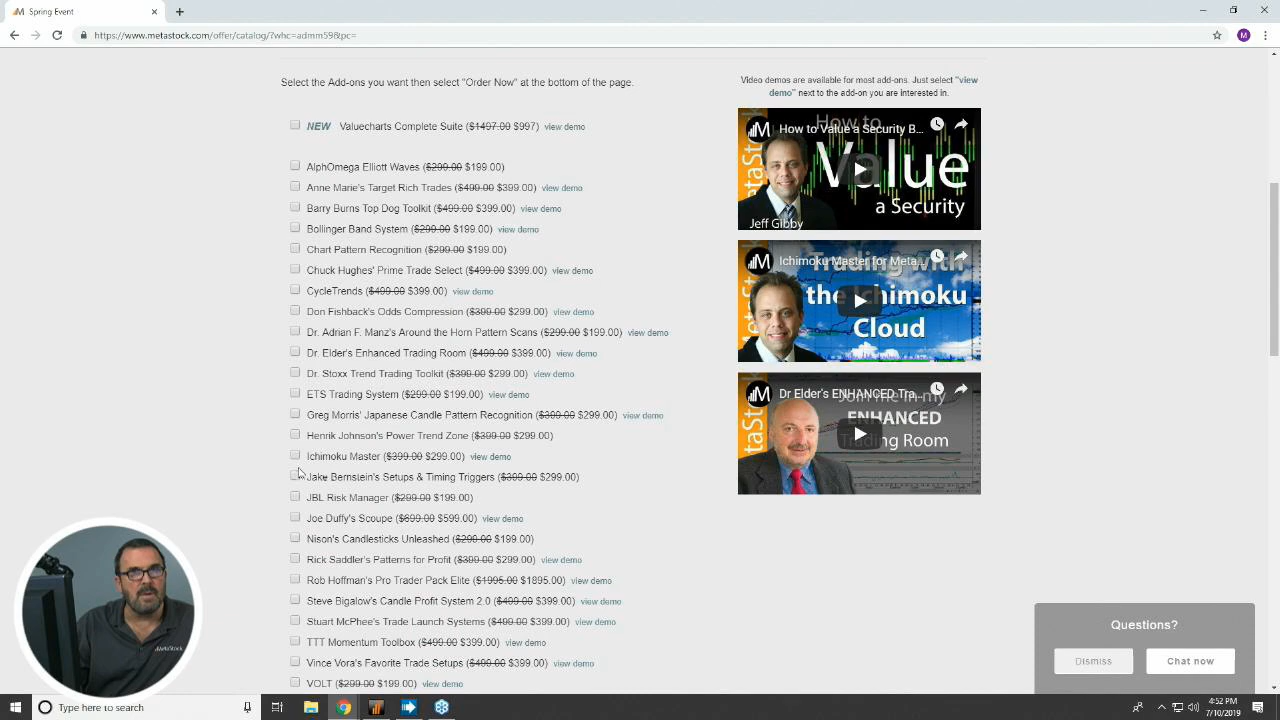 Spring Event
https://www.metastock.com/offer/catalog/?whc=admm598&pc=
M
Select the Add-ons you want then select "Order Now" at the bottom of the page.
NEW Valuecharts Complete Suite ($1497.00 $997) view demo
AlphOmega Elliott Waves ($299.00 $199.00)
Anne Marie's Target Rich Trades ($499.00 $399.00) view demo
Barry Burns Top Dog Toolkit ($499.00 $399.00) view demo
Bollinger Band System ($299.00 $199.00) view demo
Chart Pattern Recognition ($299.00 $199.00)
Chuck Hughes' Prime Trade Select ($499.00 $399.00) view demo
CycleTrends ($499.00 $399.00) view demo
Don Fishback's Odds Compression ($399.00 $299.00) view demo
Dr. Adrian F. Manz's Around the Horn Pattern Scans ($299.00 $199.00) view demo
Dr. Elder's Enhanced Trading Room ($499.00 $399.00) view demo
Dr. Stoxx Trend Trading Toolkit ($399.00 $299.00) view demo
ETS Trading System ($299.00 $199.00) view demo
Greg Morris' Japanese Candle Pattern Recognition ($399.00 $299.00) view demo
Henrik Johnson's Power Trend Zone ($399.00 $299.00)
Ichimoku Master ($399.00 $299.00) view demo
Jake Bernstein's Setups & Timing Triggers ($399.00 $299.00)
JBL Risk Manager ($299.00 $199.00)
Joe Duffy's Scoupe ($699.00 $599.00) view demo
Nison's Candlesticks Unleashed ($298.00 $199.00)
Rick Saddler's Patterns for Profit ($399.00 $299.00) view demo
Rob Hoffman's Pro Trader Pack Elite ($1995.00 $1895.00) view demo
Steve Bigalow's Candle Profit System 2.0 ($499.00 $399.00) view demo
Stuart McPhee's Trade Launch Systems ($499.00 $399.00) view demo
TTT Momentum Toolbox ($499.00 $399.00) view demo
Vince Vora's Favorite Trade Setups ($499.00 $399.00) view demo
VOLT ($299.00 $199.00) view demo
Video demos are available for most add-ons. Just select "view
demo" next to the add-on you are interested in.
How to
How to Value a Security B...
Value
a Security
Jeff Gibby
Trading with
Ichimoku Master for Meta...
the Ichimoku
Cloud
Dr Elder's ENHANCED Tra...
Join me in my
ENHANCED
Trading Room
MetaStock
Questions?
Dismiss
Chat now
Type here to search
4:52 PM
7/10/2019